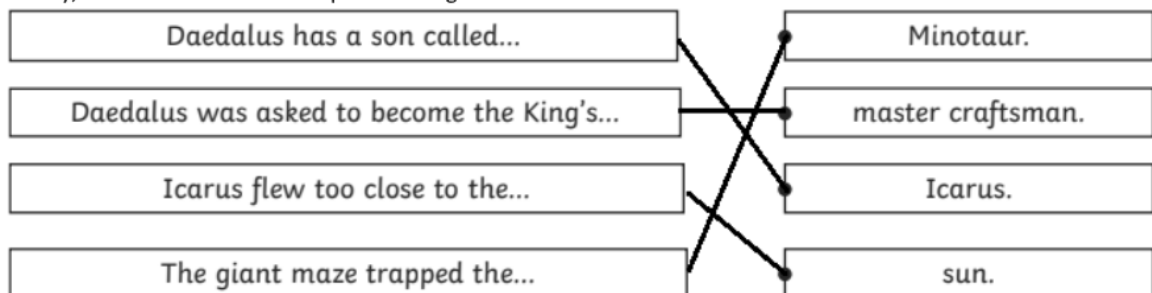 Daedalus has a son called...
Minotaur.
Daedalus was asked to become the King's...
master craftsman.
Icarus flew too close to the...
Icarus.
The giant maze trapped the...
sun.